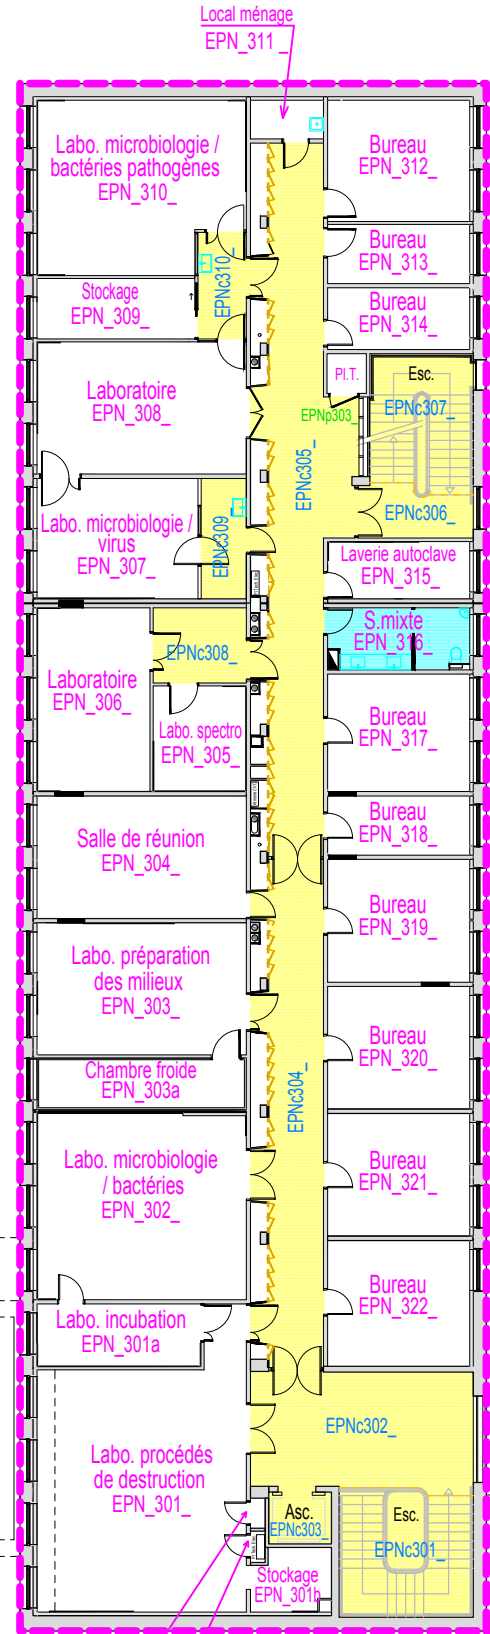 Local ménage
EPN_311_
Labo. microbiologie /
bactéries pathogènes
EPN_310_
Bureau
EPN_312_
Bureau
EPN_313_
EPNc310_
Stockage
EPN_309_
Bureau
EPN_314_
Laboratoire
EPN_308_
Pl.T.
EPNp303_
Esc.
EPNc307_
EPNc305_
Labo. microbiologie /
virus
EPN_307_
EPNc309
EPNc306_
Laverie autoclave
EPN_315_
S.mixte
EPN_316_
EPNc308_
Laboratoire
EPN_306_
Labo. spectro
EPN_305_
Bureau
EPN_317_
Salle de réunion
EPN_304_
Bureau
EPN_318_
Bureau
EPN_319_
Labo. préparation
des milieux
EPN_303_
Bureau
EPN_320_
Chambre froide
EPN_303a
EPNc304_
Labo. microbiologie
/ bactéries
EPN_302_
Bureau
EPN_321_
Bureau
EPN_322_
Labo. incubation
EPN_301a
EPNc302_
Labo. procédés
de destruction
EPN_301_
Asc.
EPNc303_
Esc.
EPNc301_
Stockage
EPN_301b